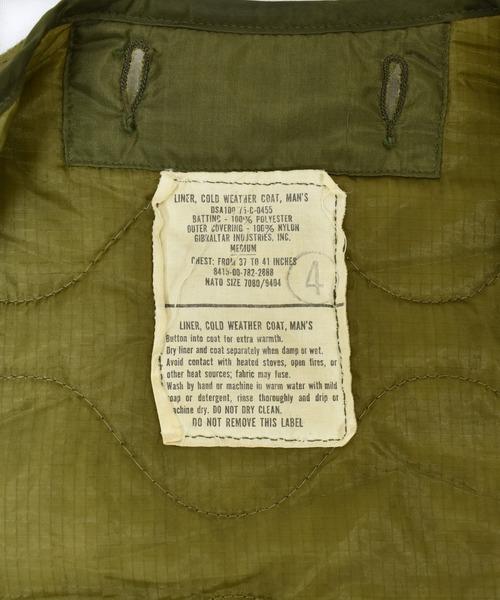 LINER, COLD WEATHER COAT, MAN'S
DSA100-75-C-0455
BATTING - 100% POLYESTER
OUTER COVERING - 100% NYLON
GIBRALTAR INDUSTRIES, INC.
MEDIUM
CHEST: FROM 37 TO 41 INCHES
8415-00-782-2888
NATO SIZE 7080/9404
4
LINER, COLD WEATHER COAT, MAN'S
Button into coat for extra warmth.
Dry liner and coat separately when damp or wet.
Avoid contact with heated stoves, open fires, or
other heat sources; fabric may fuse.
Wash by hand or machine in warm water with mild
soap or detergent, rinse thoroughly and drip or
machine dry. DO NOT DRY CLEAN.
DO NOT REMOVE THIS LABEL